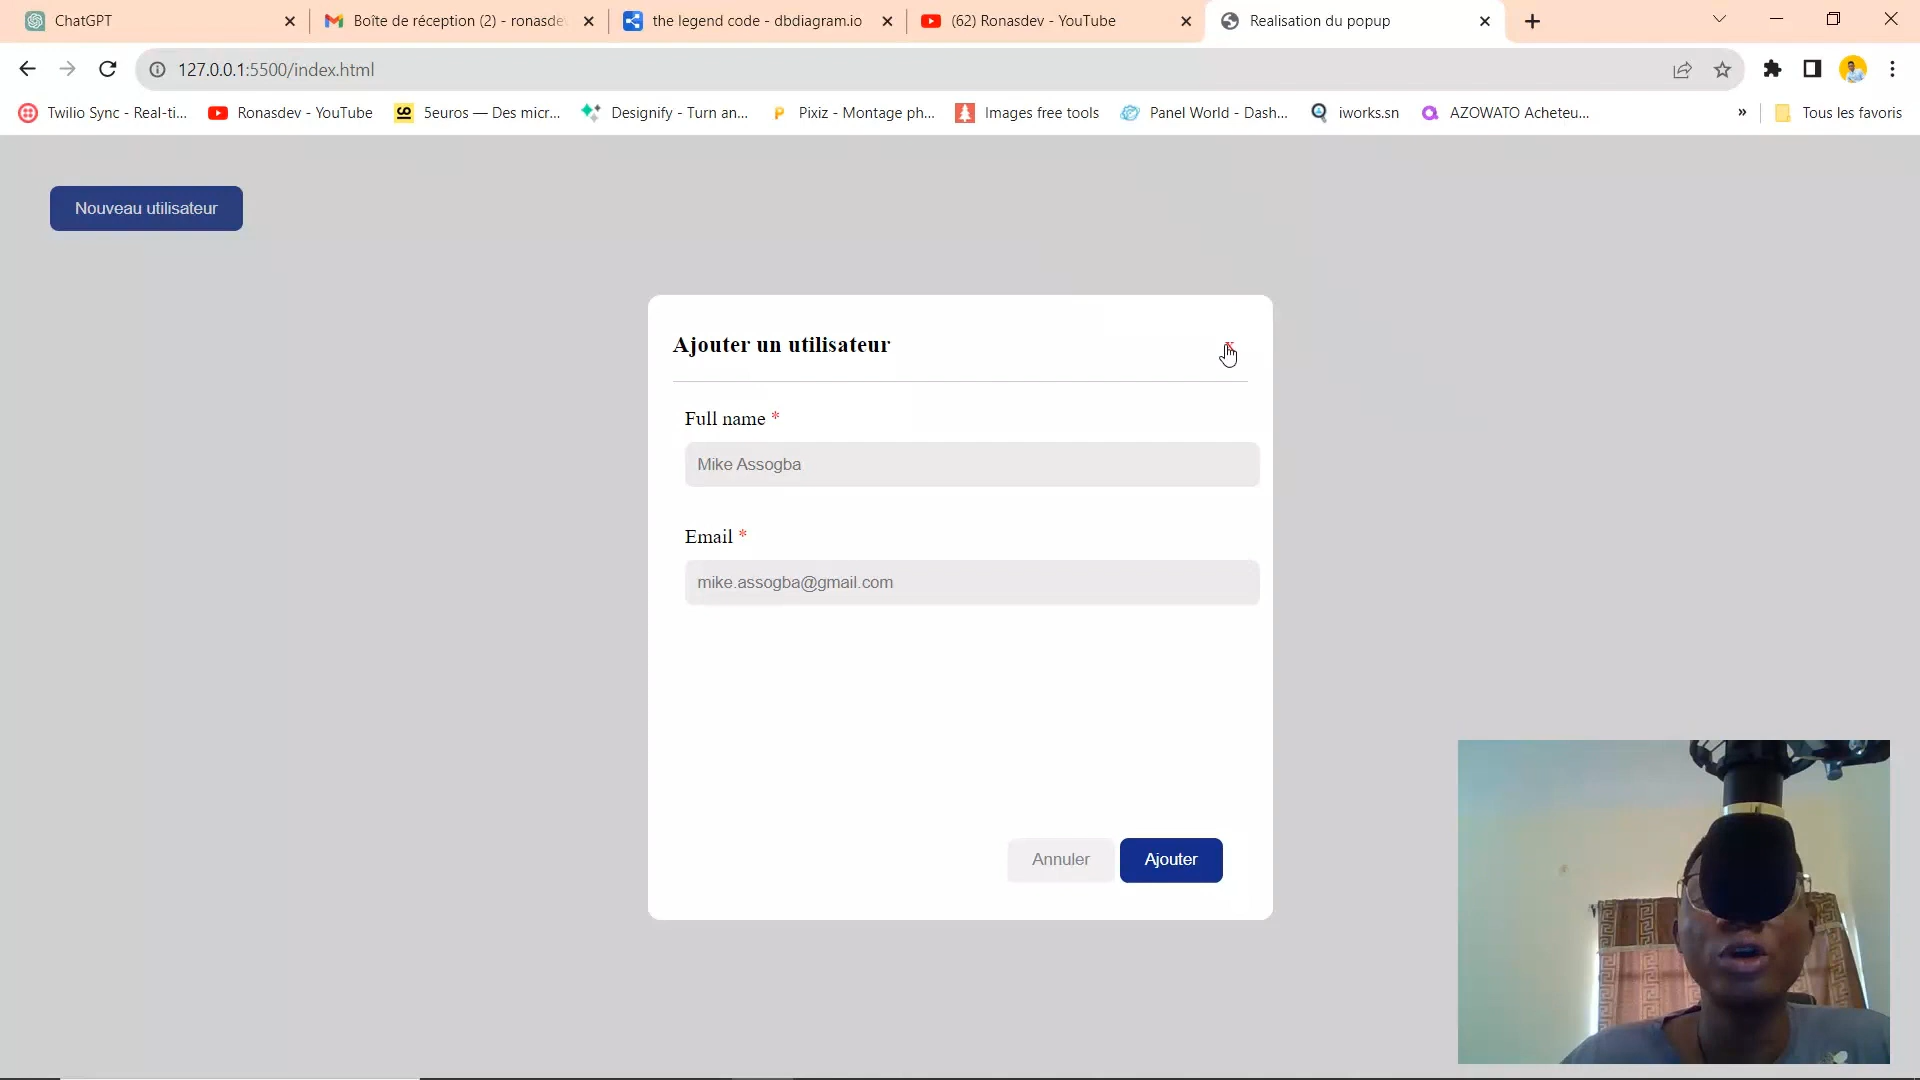 ChatGPT
Boîte de réception (2) - ronasde
the legend code - dbdiagram.io
(62) Ronasdev - YouTube
Realisation du popup
127.0.0.1:5500/index.html
Twilio Sync - Real-ti...
Ronasdev - YouTube
5euros — Des micr...
Designify - Turn an...
Pixiz - Montage ph...
Images free tools
Panel World - Dash...
iworks.sn
AZOWATO Acheteu...
»
Tous les favoris
Nouveau utilisateur
Ajouter un utilisateur
x
Full name *
Mike Assogba
Email *
mike.assogba@gmail.com
Annuler
Ajouter